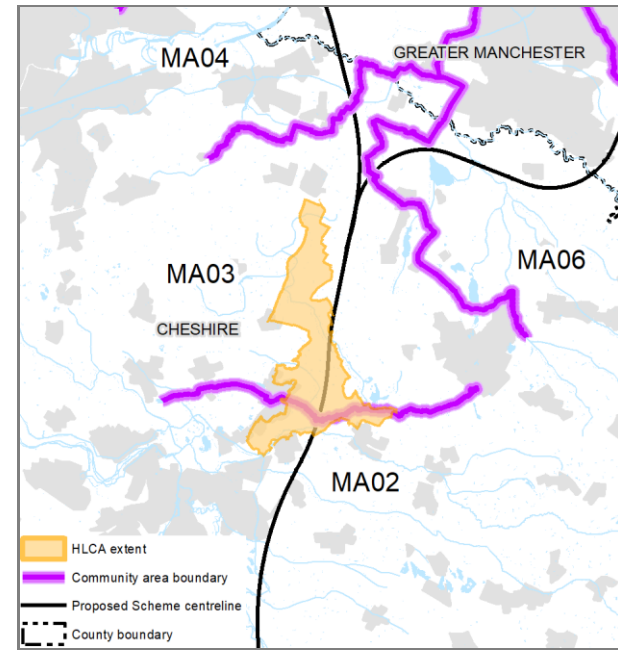 MA04
GREATER MANCHESTER
MA03
MA06
CHESHIRE
MA02
HLCA extent
Community area boundary
Proposed Scheme centreline
County boundary